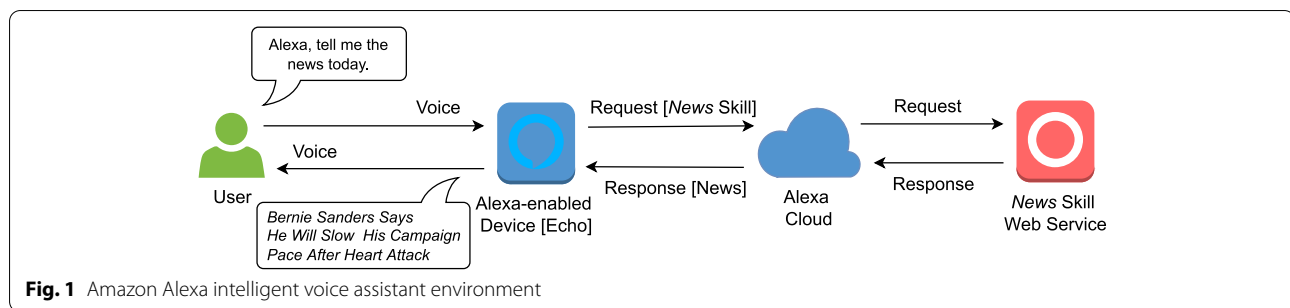 Alexa, tell me the
news today.
Voice
Request [News Skill]
Request
Voice
Response [News]
Response
User
Alexa-enabled
Device [Echo]
Alexa
Cloud
News Skill
Web Service
Bernie Sanders Says
He Will Slow His Campaign
Pace After Heart Attack
Fig. 1 Amazon Alexa intelligent voice assistant environment